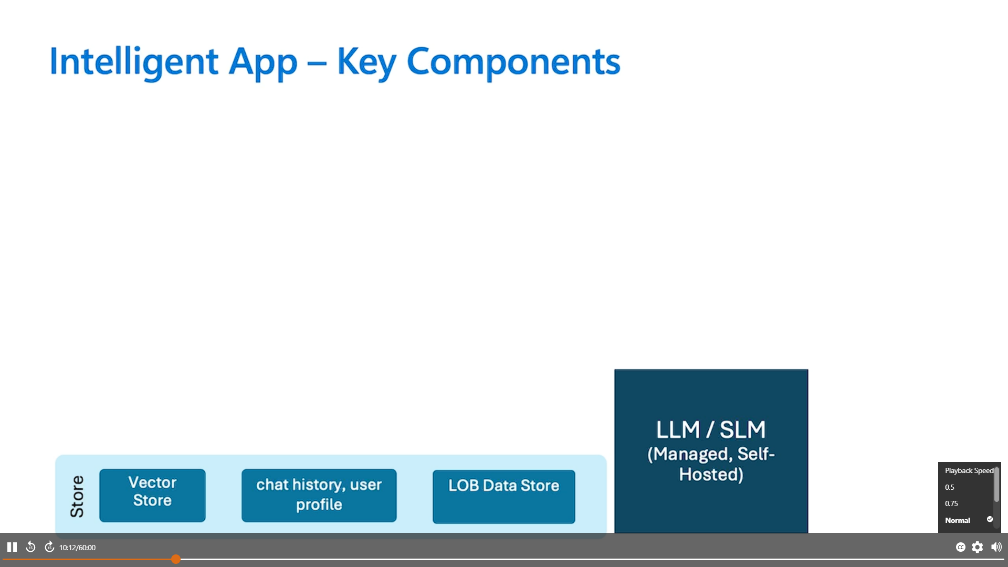 Intelligent App – Key Components
Store
Vector
Store
chat history, user
profile
LOB Data Store
LLM / SLM
(Managed, Self-
Hosted)
Playback Speed
0.5
0.75
Normal
10:12/60:00